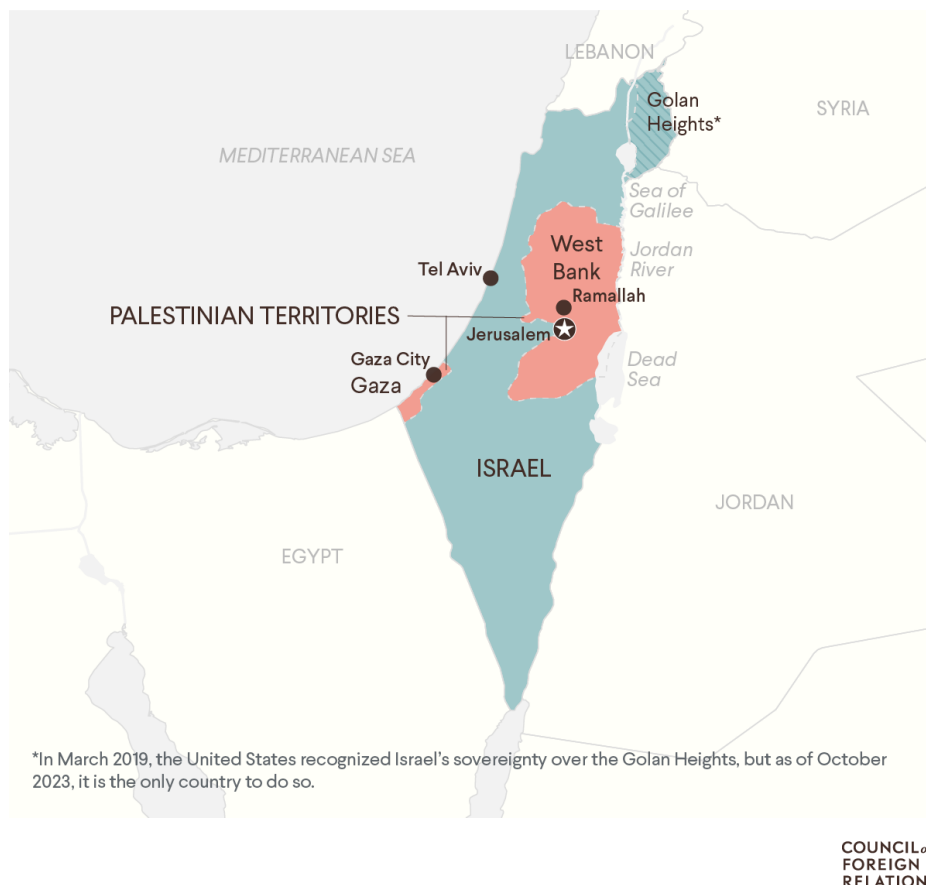 LEBANON
Golan
Heights*
SYRIA
MEDITERRANEAN SEA
Sea of
Galilee
West
Bank
Jordan
River
Tel Aviv
Ramallah
PALESTINIAN TERRITORIES
Jerusalem
Gaza City
Gaza
Dead
Sea
ISRAEL
JORDAN
EGYPT
*In March 2019, the United States recognized Israel's sovereignty over the Golan Heights, but as of October
2023, it is the only country to do so.
COUNCIL
FOREIGN
RELATION